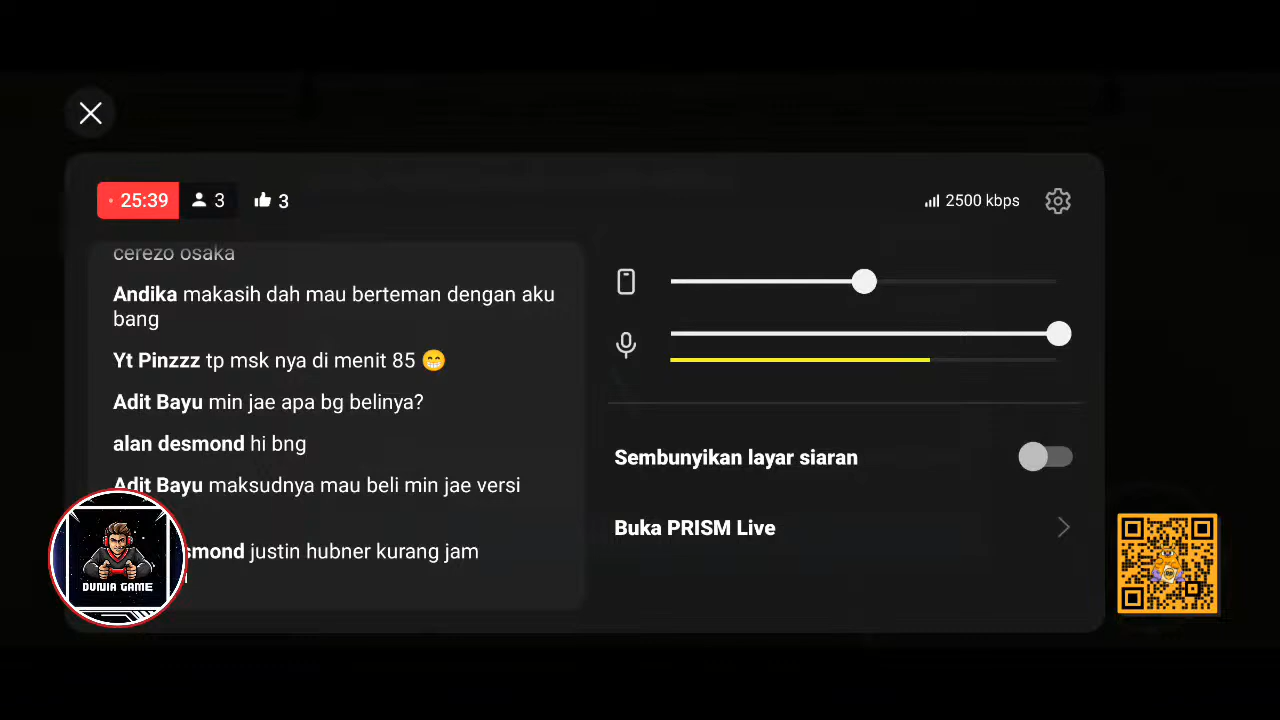 25:39 3 3
2500 kbps
cerezo osaka
Andika makasih dah mau berteman dengan aku
bang
Yt Pinzzz tp msk nya di menit 85 😁
Adit Bayu min jae apa bg belinya?
alan desmond hi bng
Adit Bayu maksudnya mau beli min jae versi
smond justin hubner kurang jam
DUNIA GAME
Sembunyikan layar siaran
Buka PRISM Live